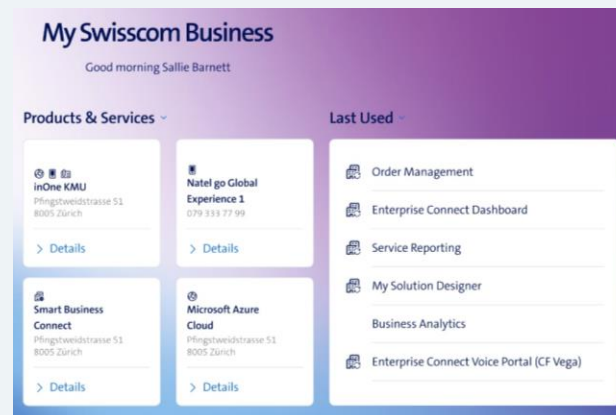 My Swisscom Business
Good morning Sallie Barnett
Products & Services
inOne KMU
Pfingstweidstrasse 51
8005 Zürich
Details
Natel go Global
Experience 1
079 333 77 99
Details
Smart Business
Connect
Pfingstweidstrasse 51
8005 Zürich
Details
Microsoft Azure
Cloud
Pfingstweidstrasse 51
8005 Zürich
Details
Last Used
Order Management
Enterprise Connect Dashboard
Service Reporting
My Solution Designer
Business Analytics
Enterprise Connect Voice Portal (CF Vega)